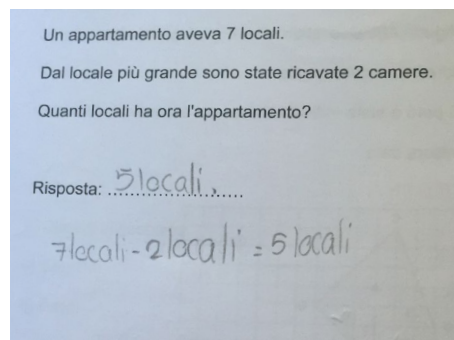 Un appartamento aveva 7 locali.
Dal locale più grande sono state ricavate 2 camere.
Quanti locali ha ora l'appartamento?
Risposta: 5 locali.
7 locali - 2 locali = 5 locali